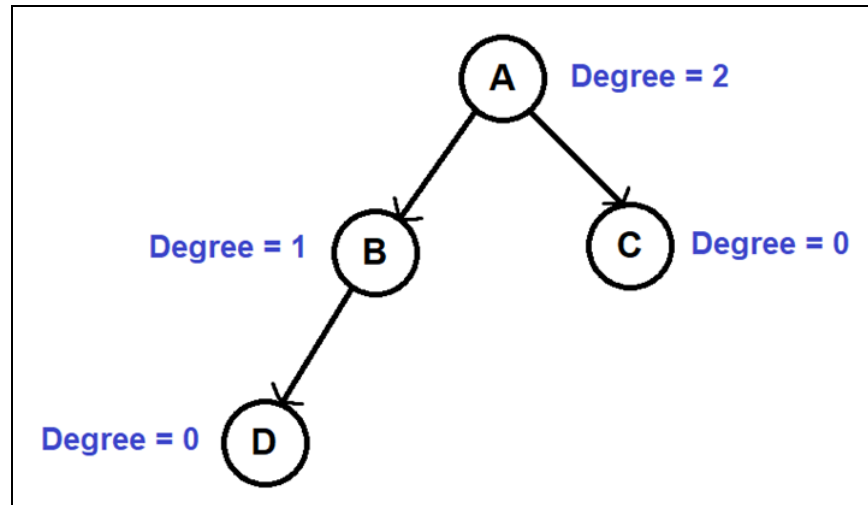 A
Degree = 2
Degree = 1
B
C
Degree = 0
Degree = 0
D